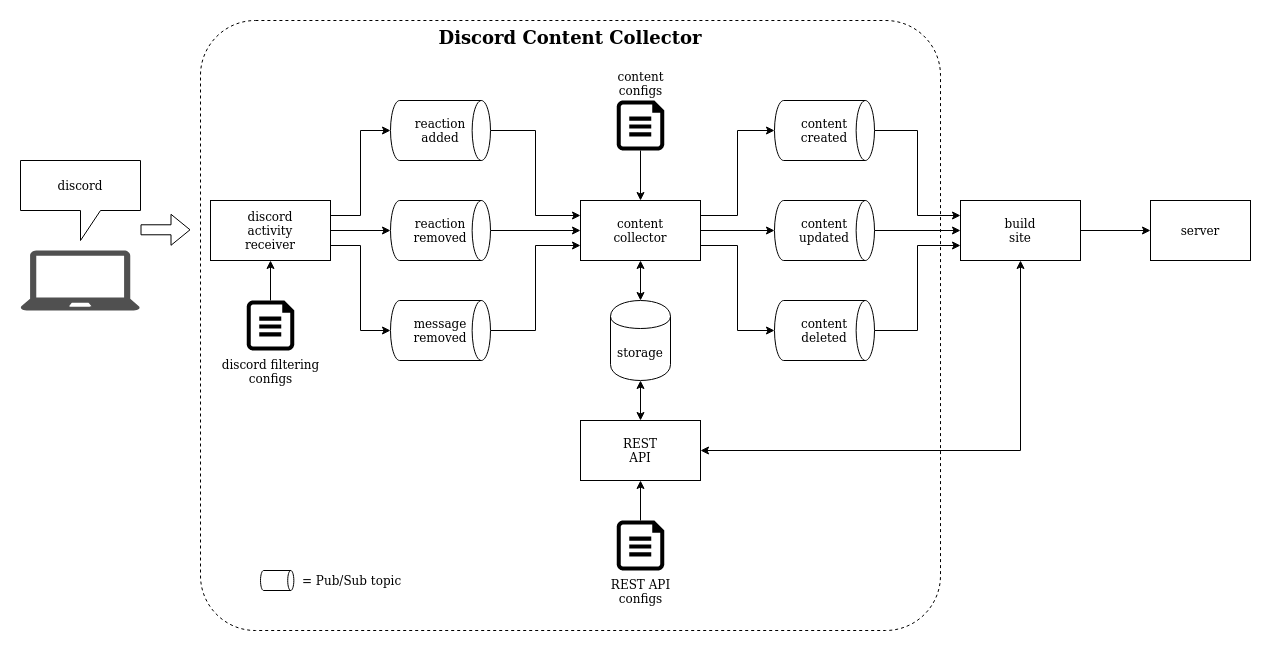 Discord Content Collector
discord
discord
activity
receiver
discord filtering
configs
reaction
added
reaction
removed
message
removed
content
configs
content
collector
storage
REST
API
REST API
configs
content
created
content
updated
content
deleted
build
site
server
= Pub/Sub topic